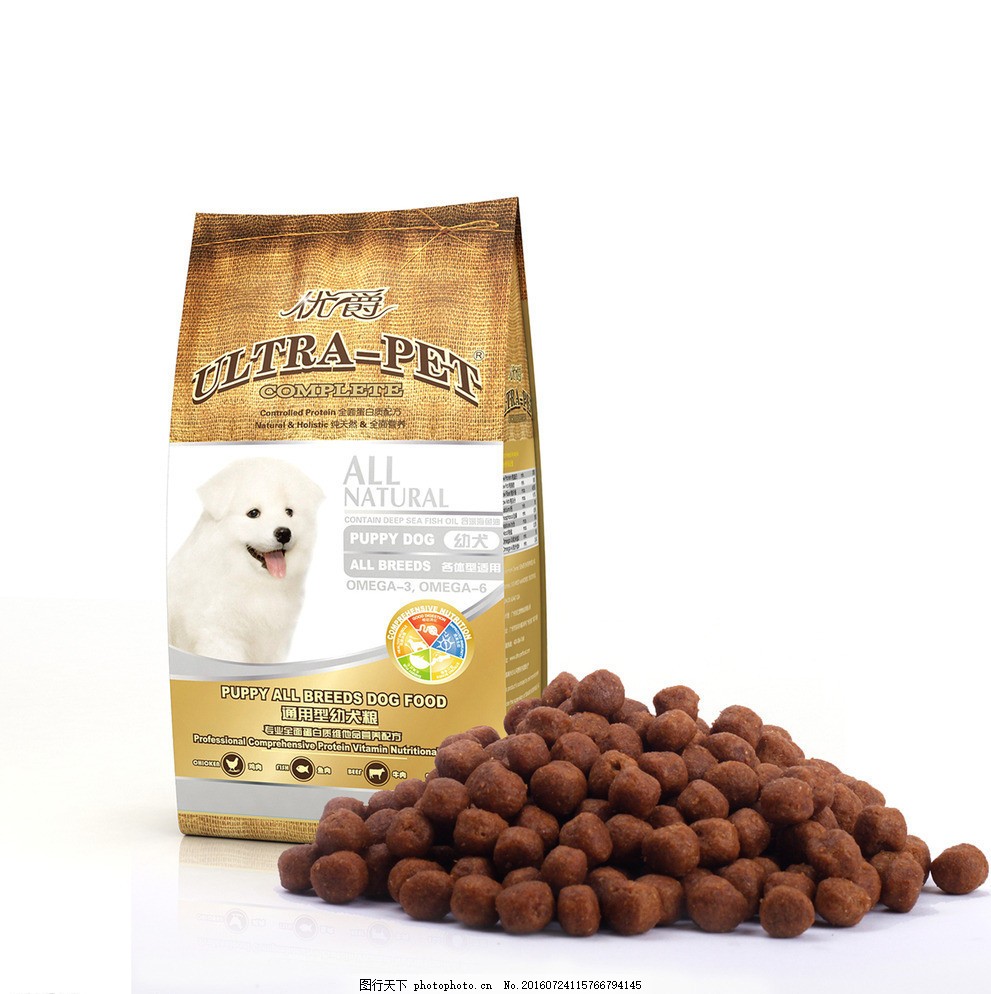 优爵
ULTRA-PET®
COMPLETE
Controlled Protein 全面蛋白质配方
Natural & Holistic 纯天然 & 全面营养
ALL
NATURAL
CONTAIN DEEP SEA FISH OIL
PUPPY DOG 幼犬
ALL BREEDS 各体型适用
OMEGA-3, OMEGA-6
COMPREHENSIVE NUTRITION
PUPPY ALL BREEDS DOG FOOD
通用型幼犬粮
专业全面蛋白质维他命营养配方
Professional Comprehensive Protein Vitamin Nutritional
CHICKEN 鸡肉 FISH 鱼肉 BEEF 牛肉
图行天下 photophoto.cn No.20160724115766794145